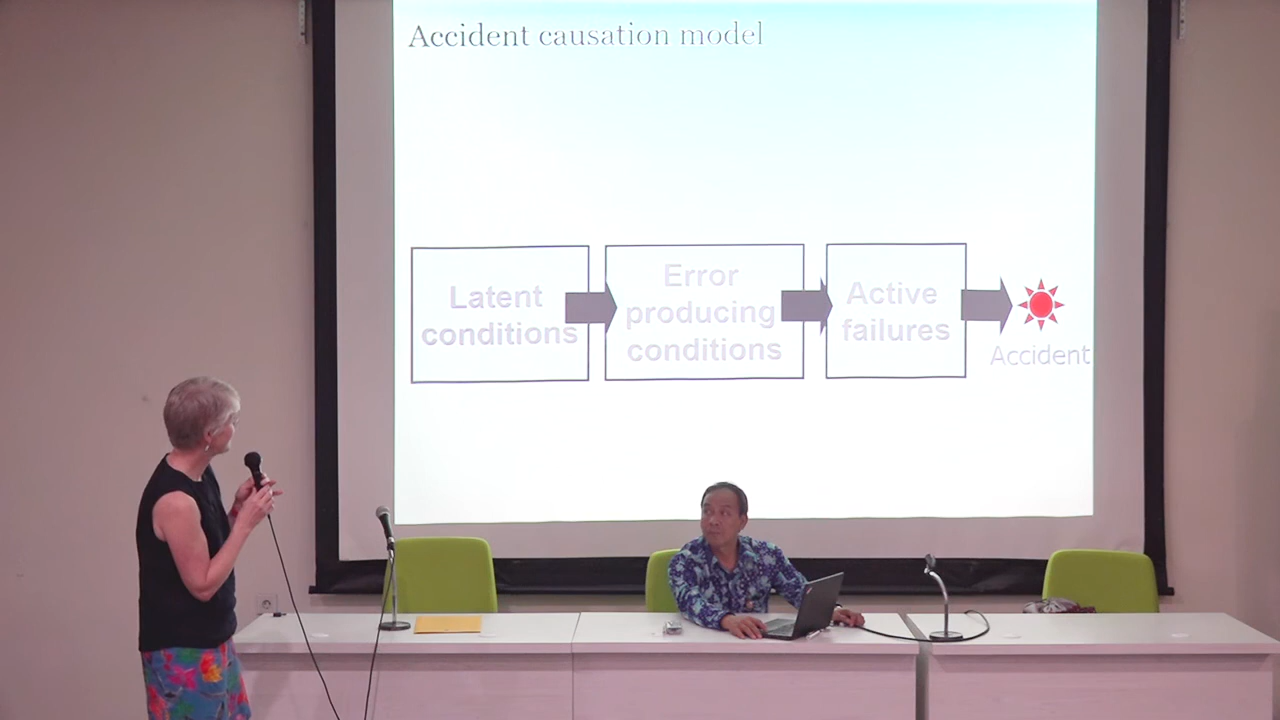 Accident causation model
Latent
conditions
Error
producing
conditions
Active
failures
Accident